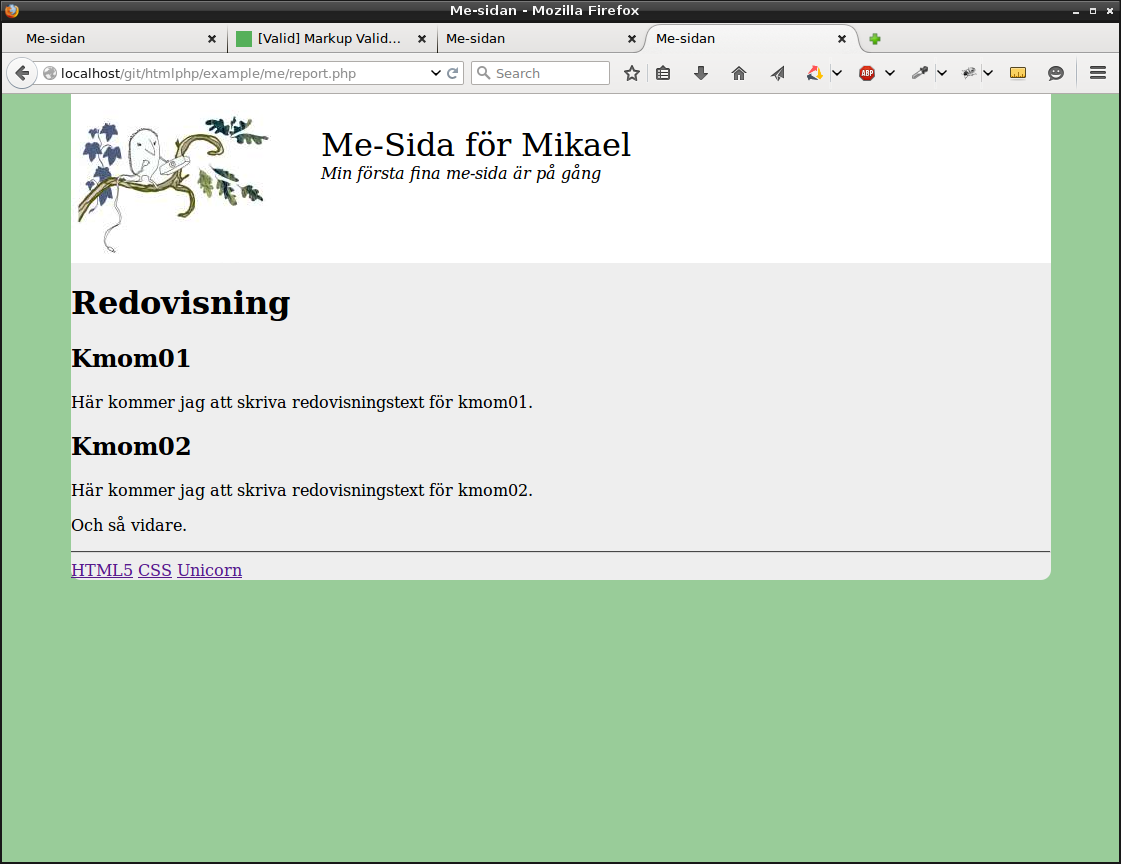 Me-sidan - Mozilla Firefox
Me-sidan
[Valid] Markup Valid...
Me-sidan
Me-sidan
localhost/git/htmlphp/example/me/report.php
Search
ABP
Me-Sida för Mikael
Min första fina me-sida är på gång
Redovisning
Kmom01
Här kommer jag att skriva redovisningstext för kmom01.
Kmom02
Här kommer jag att skriva redovisningstext för kmom02.
Och så vidare.
HTML5 CSS Unicorn